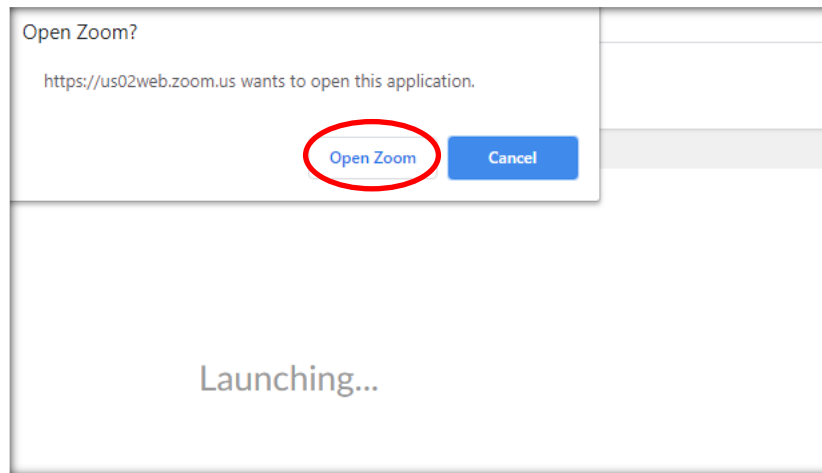 Open Zoom?
https://us02web.zoom.us wants to open this application.
Open Zoom
Cancel
Launching...